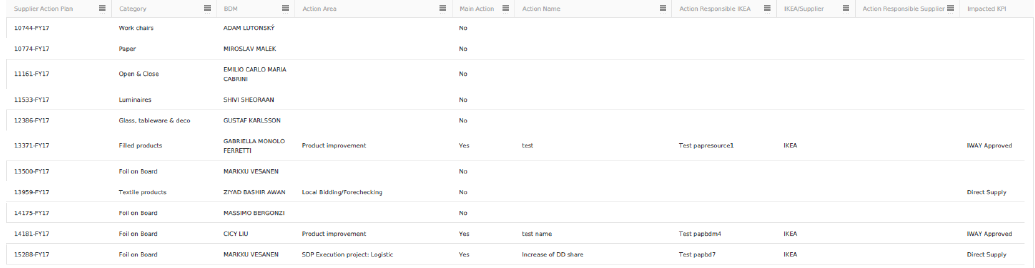 Supplier Action Plan Category BDM Action Area Main Action Action Name Action Responsible IKEA IKEA/Supplier Action Responsible Supplier Impacted KPI
10744-FY17 Work chairs ADAM LUTONSKÝ No
10774-FY17 Paper MIROSLAV MALEK No
11161-FY17 Open & Close EMILIO CARLO MARIA CABRINI No
11533-FY17 Luminaires SHIVI SHEORAAN No
12386-FY17 Glass, tableware & deco GUSTAF KARLSSON No
13371-FY17 Filled products GABRIELLA MONOLO FERRETTI Product improvement Yes test Test papresource1 IKEA IWAY Approved
13500-FY17 Foil on Board MARKKU VESANEN No
13959-FY17 Textile products ZIYAD BASHIR AWAN Local Bidding/Forechecking No Direct Supply
14175-FY17 Foil on Board MASSIMO BERGONZI No
14181-FY17 Foil on Board CICY LIU Product improvement Yes test name Test papbdm4 IKEA IWAY Approved
15288-FY17 Foil on Board MARKKU VESANEN SDP Execution project: Logistic Yes Increase of DD share Test papbd7 IKEA Direct Supply